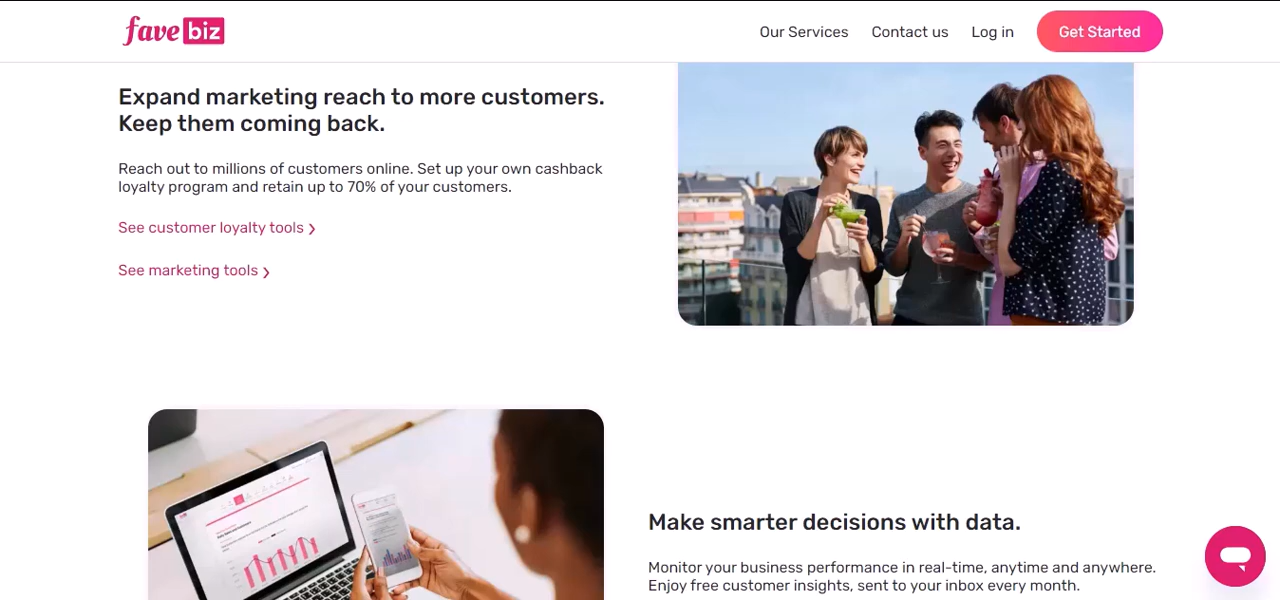 fave biz
Our Services
Contact us
Log in
Get Started
Expand marketing reach to more customers.
Keep them coming back.
Reach out to millions of customers online. Set up your own cashback
loyalty program and retain up to 70% of your customers.
See customer loyalty tools ❯
See marketing tools ❯
Make smarter decisions with data.
Monitor your business performance in real-time, anytime and anywhere.
Enjoy free customer insights, sent to your inbox every month.